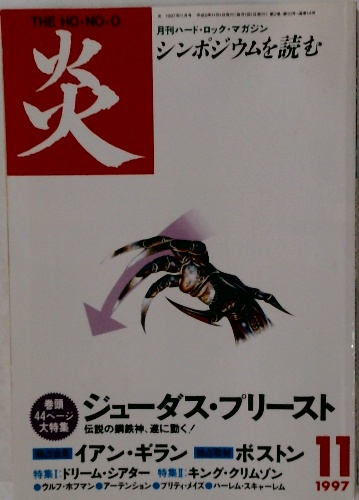 THE HO・NO・O
炎
月刊ハード・ロック・マガジン
シンポジウムを読む
巻頭
44ページ
大特集
ジューダス・プリースト
伝説の鋼鉄神、遂に動く!
イアン・ギラン
ボストン
特集Ⅰ:ドリーム・シアター 特集Ⅱ:キング・クリムゾン
●ウルフ・ホフマン ●アーテンション ●プリティ・メイズ ●ハーレム・スキャーレム
11
1997